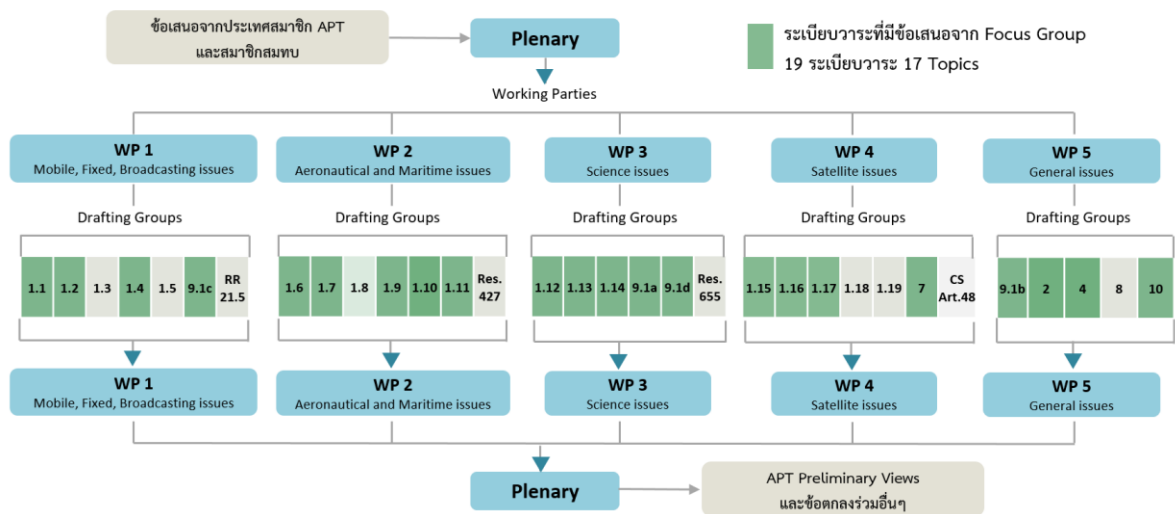 ข้อเสนอจากประเทศสมาชิก APT
และสมาชิกสมทบ
Plenary
ระเบียบวาระที่มีข้อเสนอจาก Focus Group
19 ระเบียบวาระ 17 Topics
Working Parties
WP 1
Mobile, Fixed, Broadcasting issues
WP 2
Aeronautical and Maritime issues
WP 3
Science issues
WP 4
Satellite issues
WP 5
General issues
Drafting Groups
Drafting Groups
Drafting Groups
Drafting Groups
Drafting Groups
1.1 1.2 1.3 1.4 1.5 9.1c RR 21.5
1.6 1.7 1.8 1.9 1.10 1.11 Res. 427
1.12 1.13 1.14 9.1a 9.1d Res. 655
1.15 1.16 1.17 1.18 1.19 7 CS Art.48
9.1b 2 4 8 10
WP 1
Mobile, Fixed, Broadcasting issues
WP 2
Aeronautical and Maritime issues
WP 3
Science issues
WP 4
Satellite issues
WP 5
General issues
Plenary
APT Preliminary Views
และข้อตกลงร่วมอื่นๆ